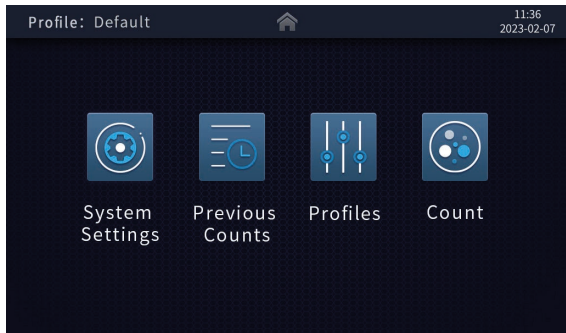 Profile: Default
11:36
2023-02-07
System
Settings
Previous
Counts
Profiles
Count